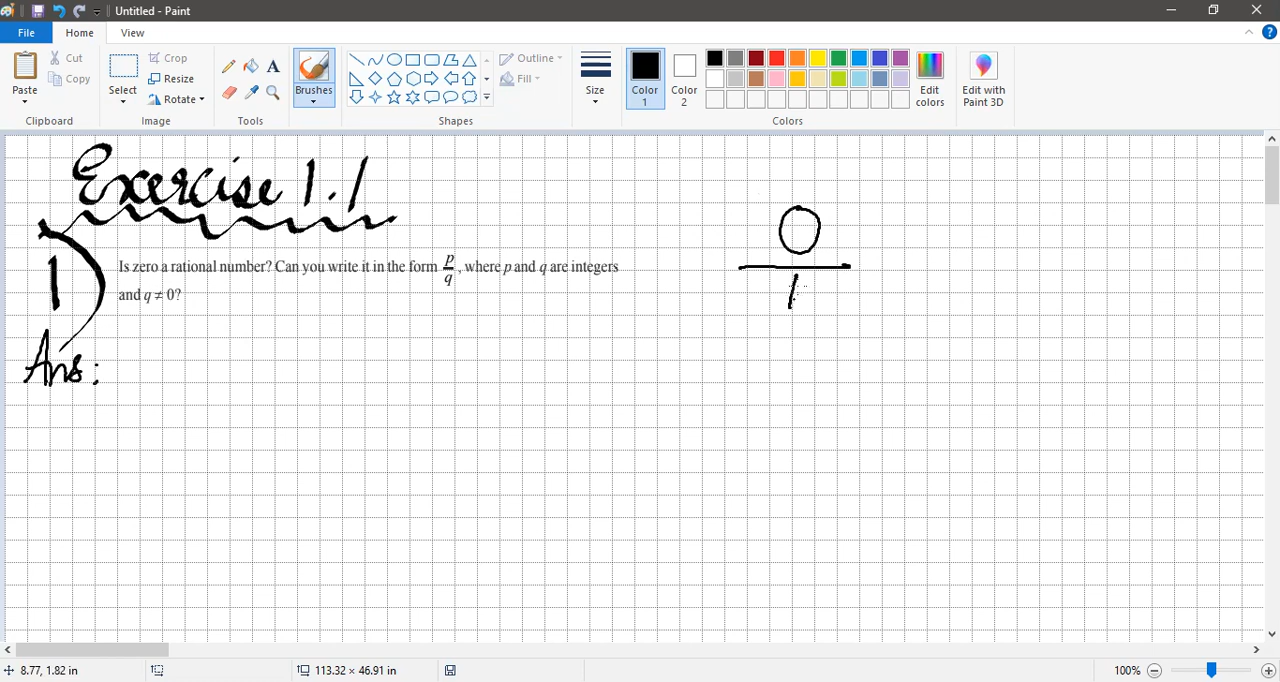 Untitled - Paint
File Home View
Paste Cut Copy Select Crop Resize Rotate A Brushes Outline Fill Size Color 1 Color 2 Edit colors Edit with Paint 3D
Clipboard Image Tools Shapes Colors
Exercise 1.1
1) Is zero a rational number? Can you write it in the form p/q, where p and q are integers
and q ≠ 0?
0
1
Ans:
8.77, 1.82 in 113.32 × 46.91 in 100%